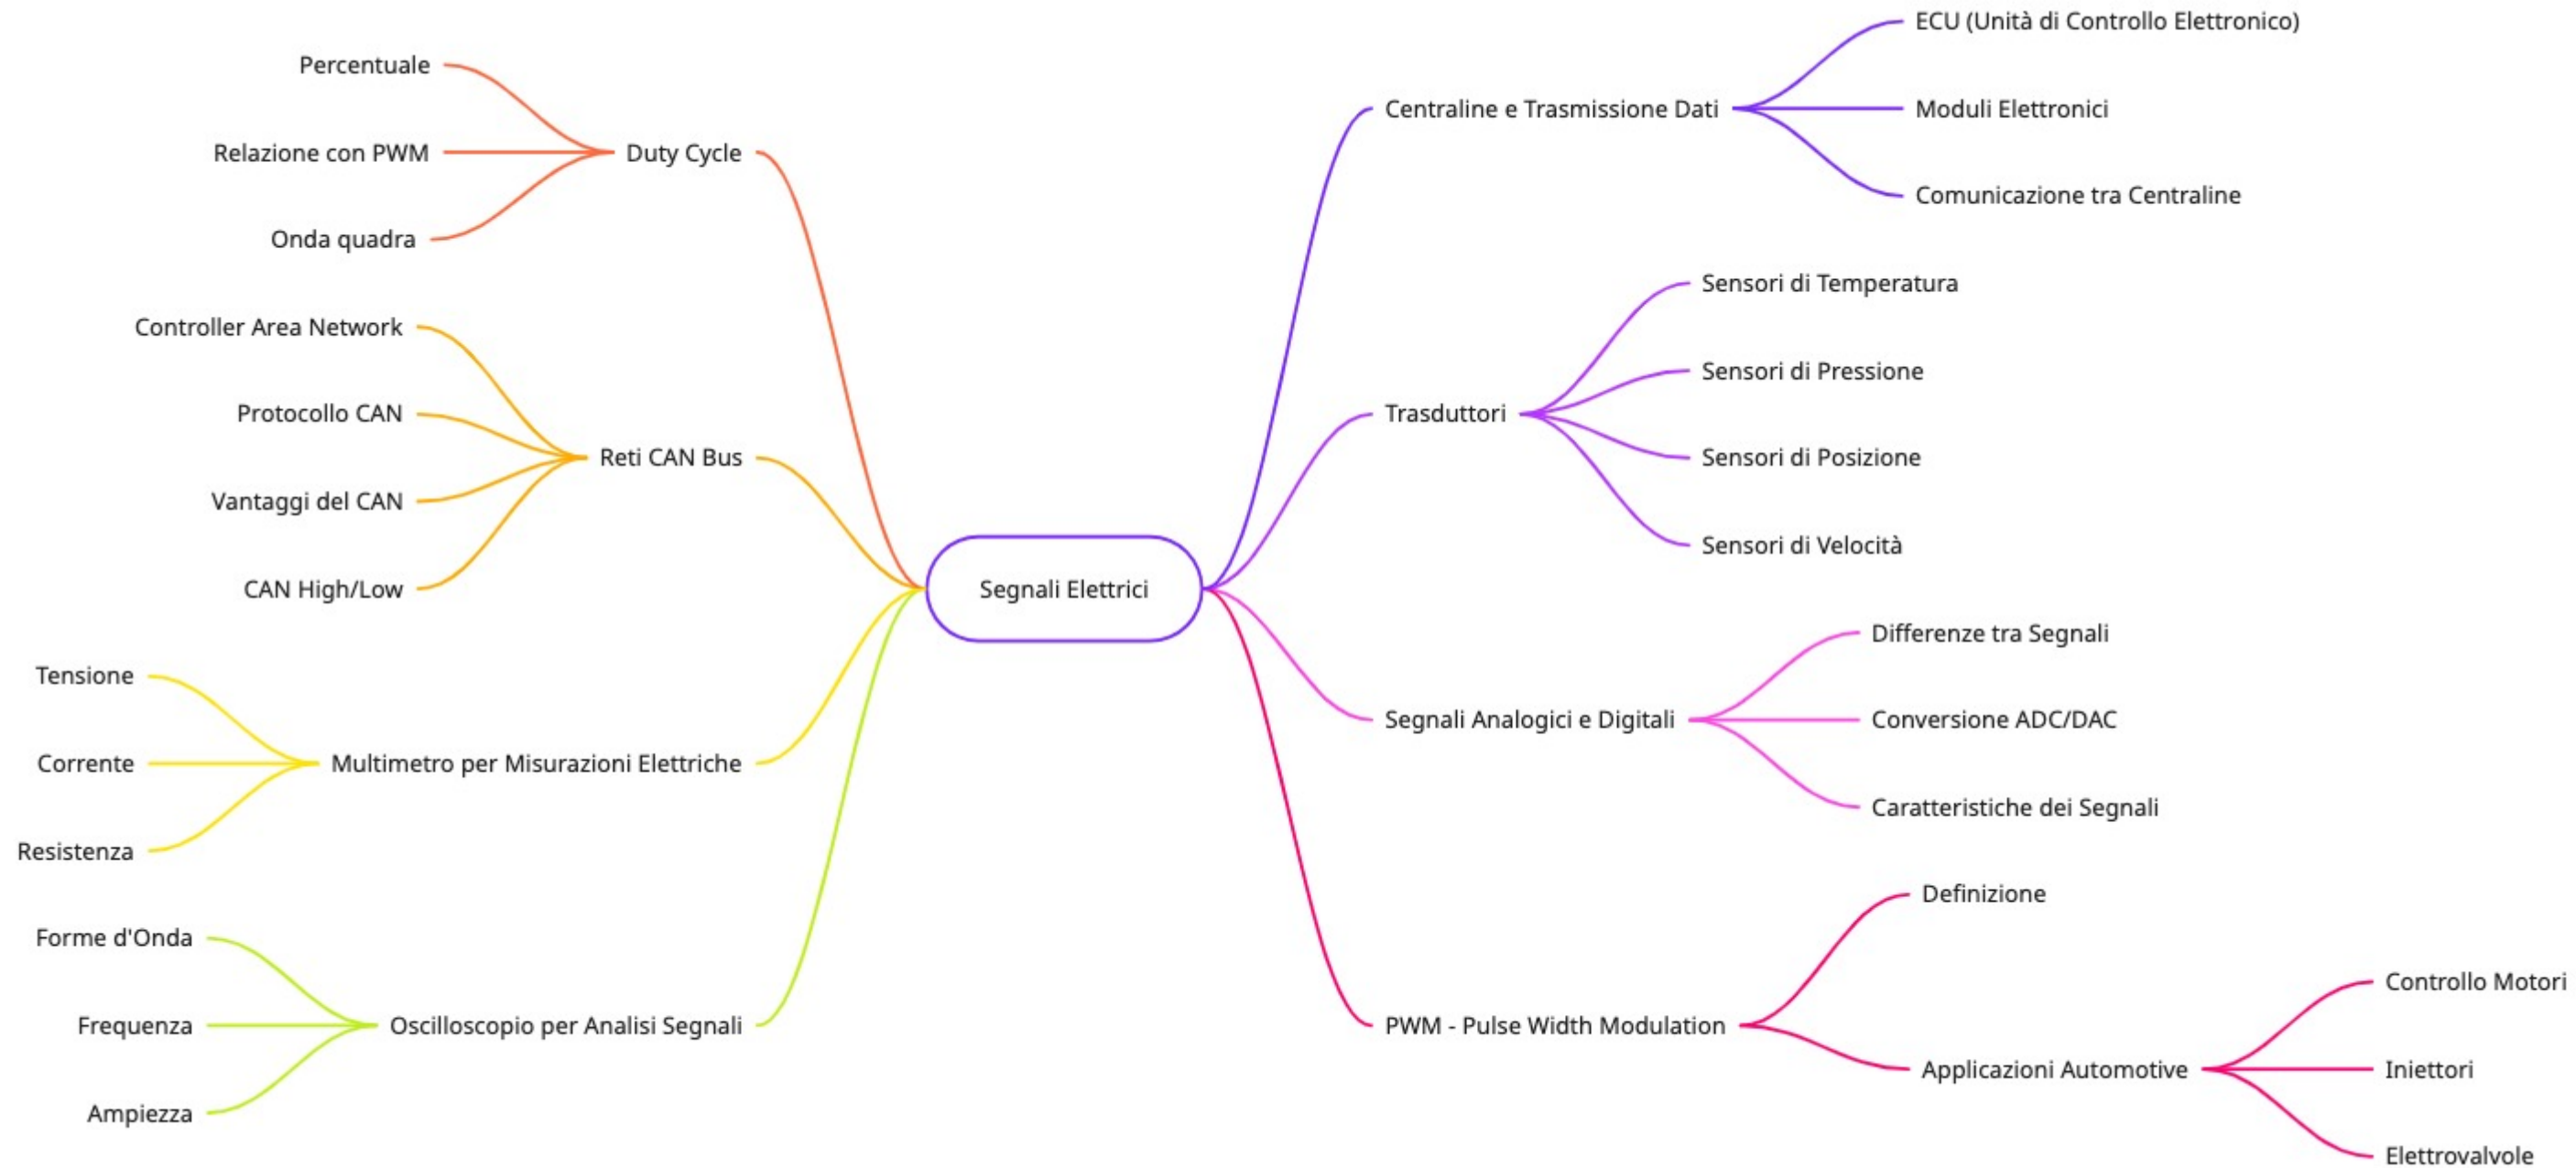 Segnali Elettrici
Centraline e Trasmissione Dati
ECU (Unità di Controllo Elettronico)
Moduli Elettronici
Comunicazione tra Centraline
Trasduttori
Sensori di Temperatura
Sensori di Pressione
Sensori di Posizione
Sensori di Velocità
Segnali Analogici e Digitali
Differenze tra Segnali
Conversione ADC/DAC
Caratteristiche dei Segnali
PWM - Pulse Width Modulation
Definizione
Applicazioni Automotive
Controllo Motori
Iniettori
Elettrovalvole
Duty Cycle
Percentuale
Relazione con PWM
Onda quadra
Reti CAN Bus
Controller Area Network
Protocollo CAN
Vantaggi del CAN
CAN High/Low
Multimetro per Misurazioni Elettriche
Tensione
Corrente
Resistenza
Oscilloscopio per Analisi Segnali
Forme d'Onda
Frequenza
Ampiezza